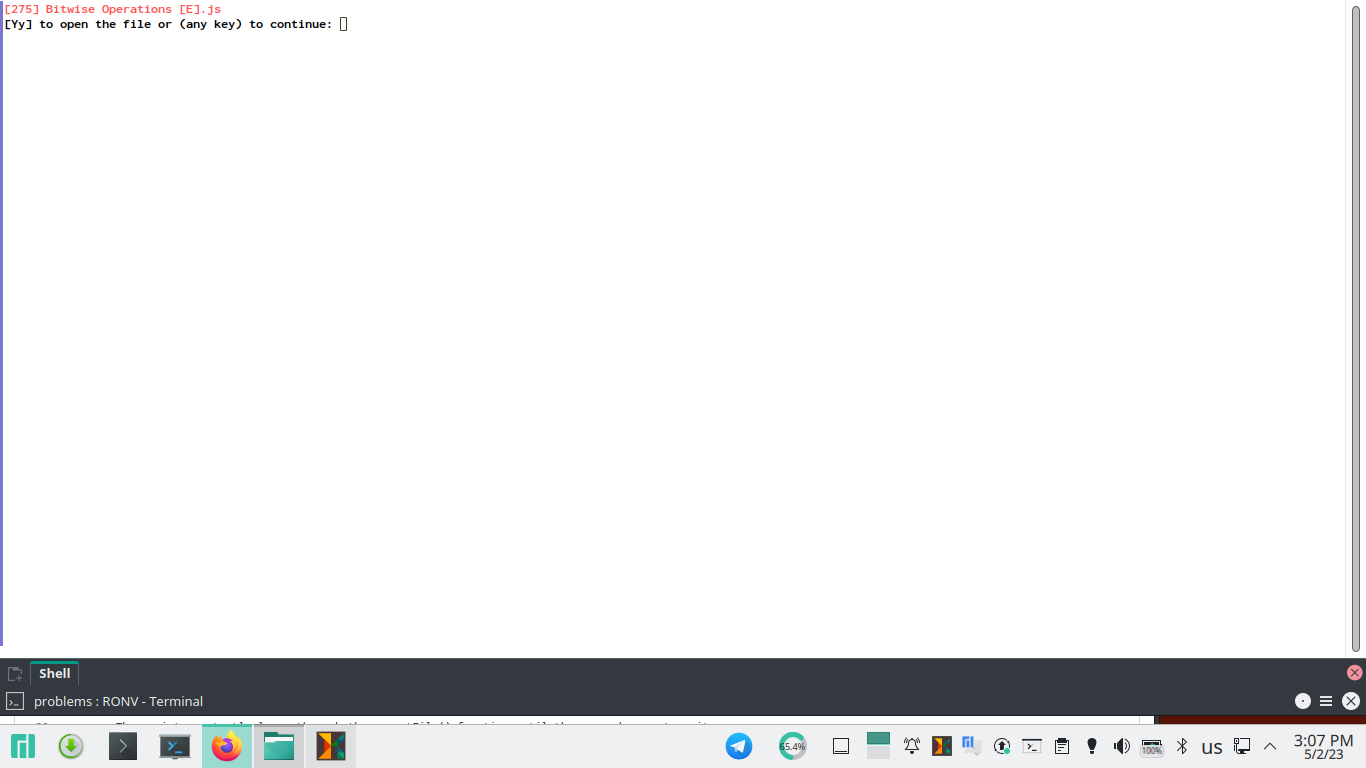 [275] Bitwise Operations [E].js
[Yy] to open the file or (any key) to continue:
Shell
problems : RONV - Terminal
65.4%
100%
us
3:07 PM
5/2/23